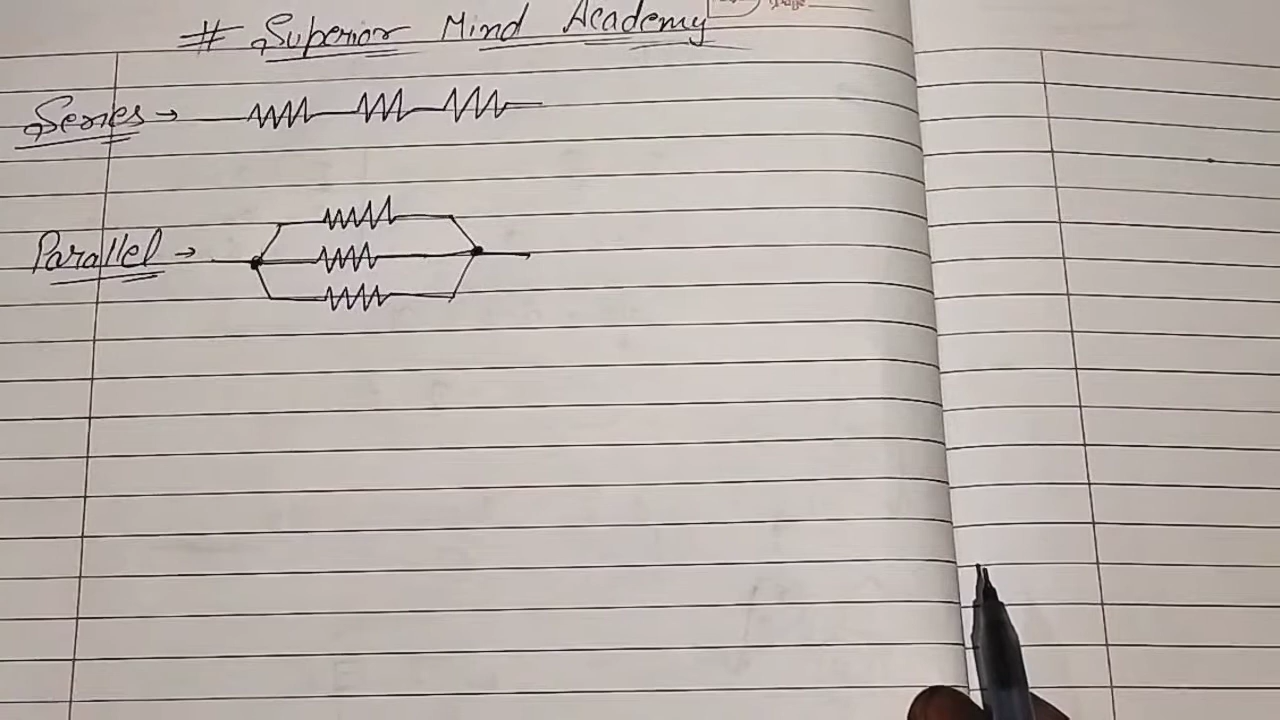 # Superior Mind Academy
Series →
Parallel →